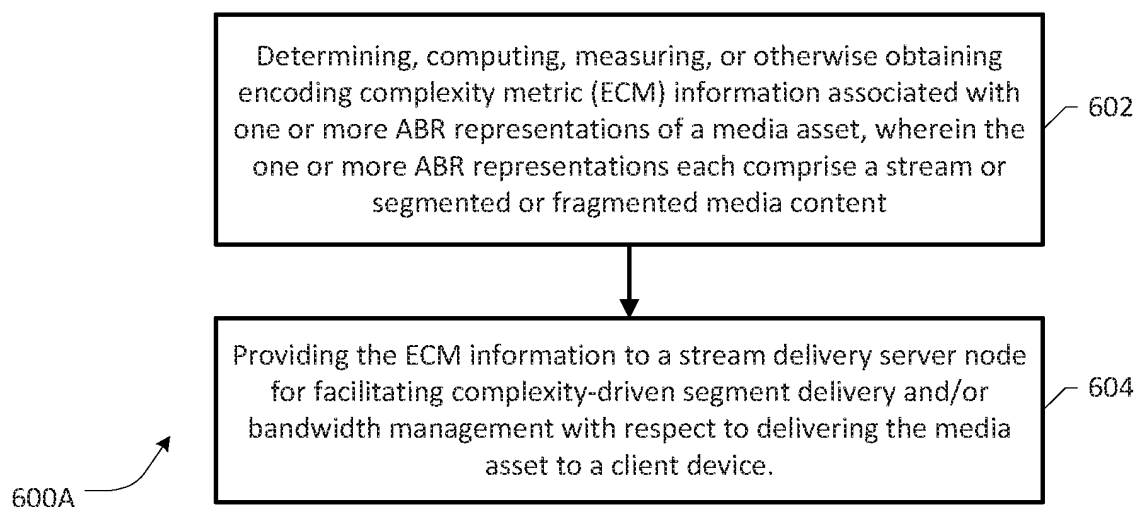 Determining, computing, measuring, or otherwise obtaining
encoding complexity metric (ECM) information associated with
one or more ABR representations of a media asset, wherein the
one or more ABR representations each comprise a stream or
segmented or fragmented media content
602
Providing the ECM information to a stream delivery server node
for facilitating complexity-driven segment delivery and/or
bandwidth management with respect to delivering the media
asset to a client device.
604
600A